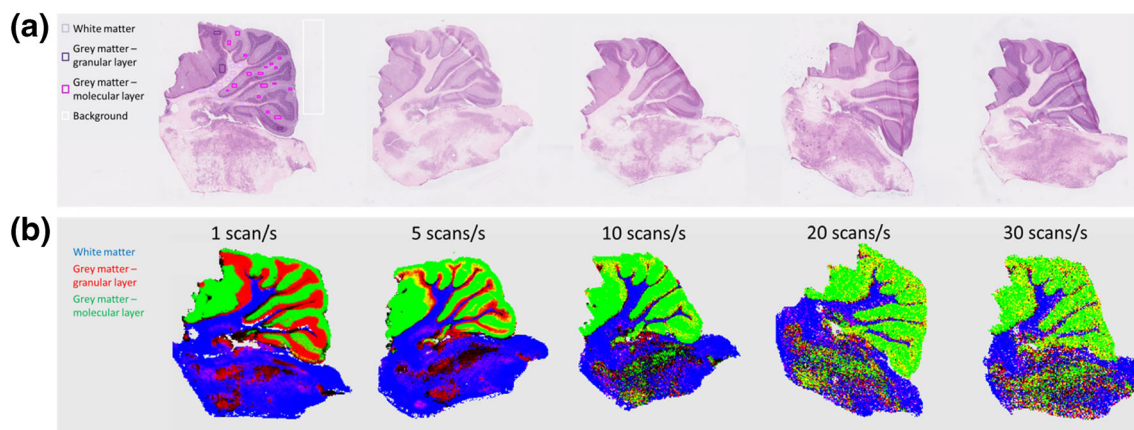 (a)
White matter
Grey matter –
granular layer
Grey matter –
molecular layer
Background
(b)
1 scan/s
5 scans/s
10 scans/s
20 scans/s
30 scans/s
White matter
Grey matter –
granular layer
Grey matter –
molecular layer